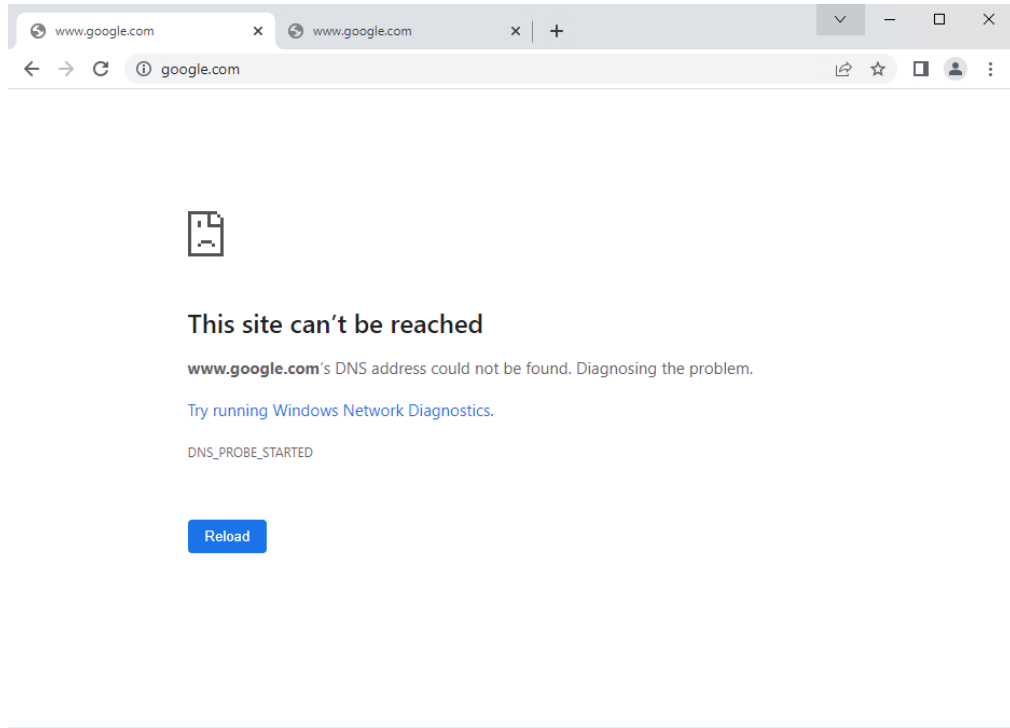 www.google.com
www.google.com
google.com
This site can’t be reached
www.google.com’s DNS address could not be found. Diagnosing the problem.
Try running Windows Network Diagnostics.
DNS_PROBE_STARTED
Reload